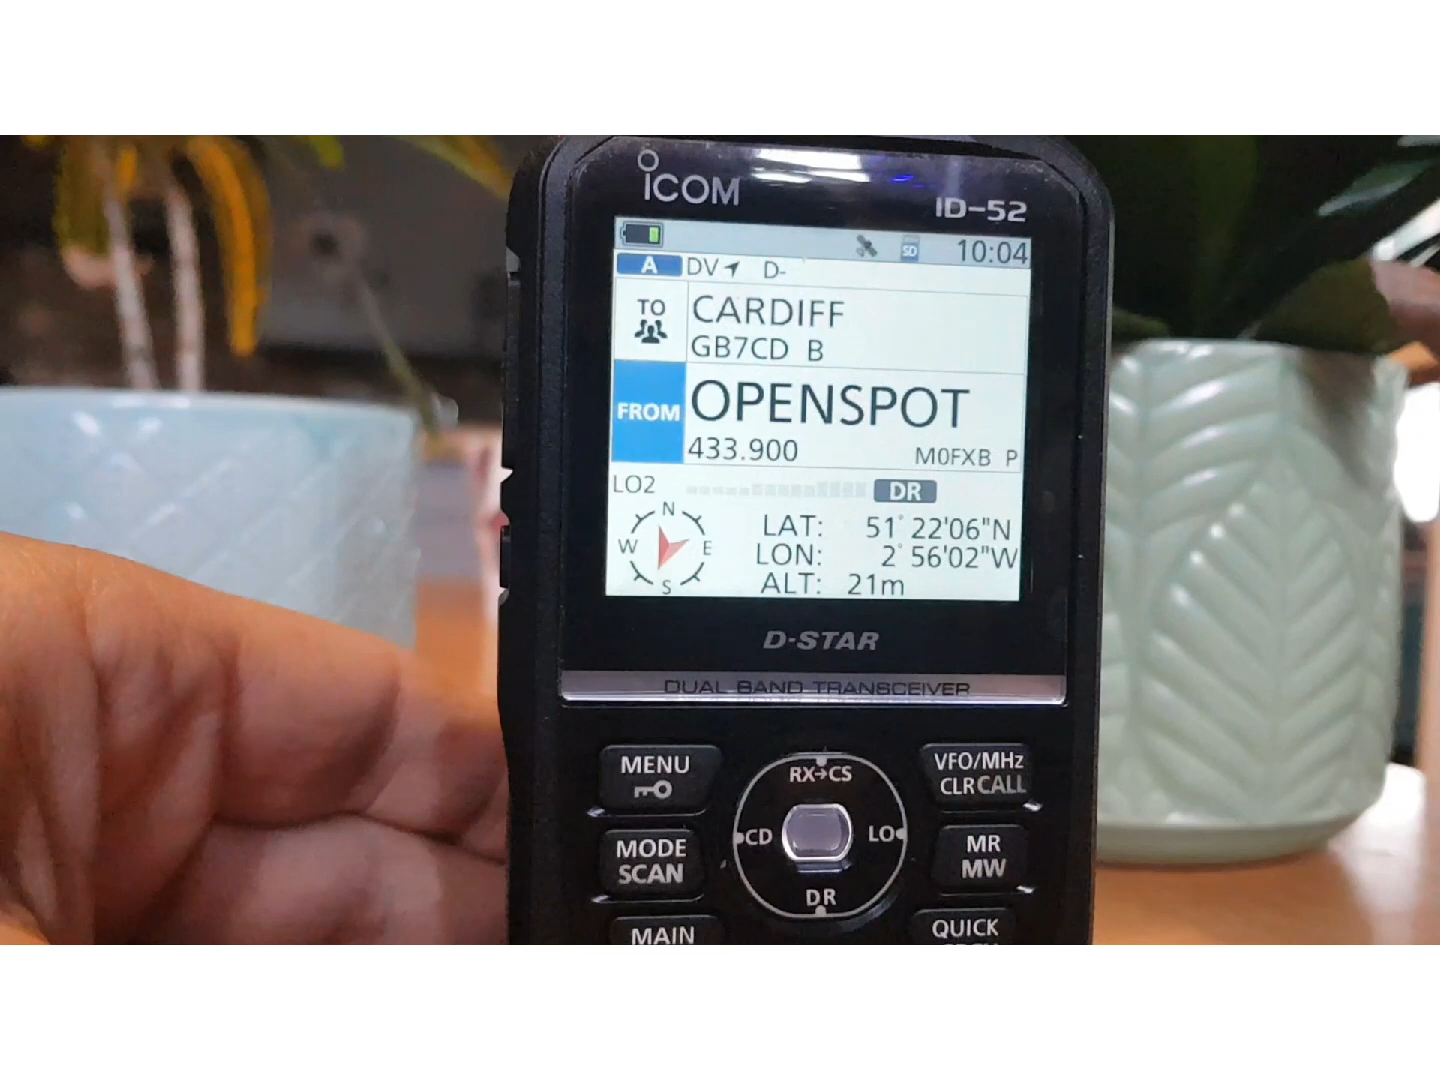 ICOM
ID-52
SD 10:04
A DV D-
TO CARDIFF
GB7CD B
FROM OPENSPOT
433.900 M0FXB P
LO2 DR
N
W E
S
LAT: 51°22'06"N
LON: 2°56'02"W
ALT: 21m
D-STAR
DUAL BAND TRANSCEIVER
MENU
RX→CS
VFO/MHz
CLR CALL
CD
LO
MODE
SCAN
MR
MW
DR
MAIN
QUICK